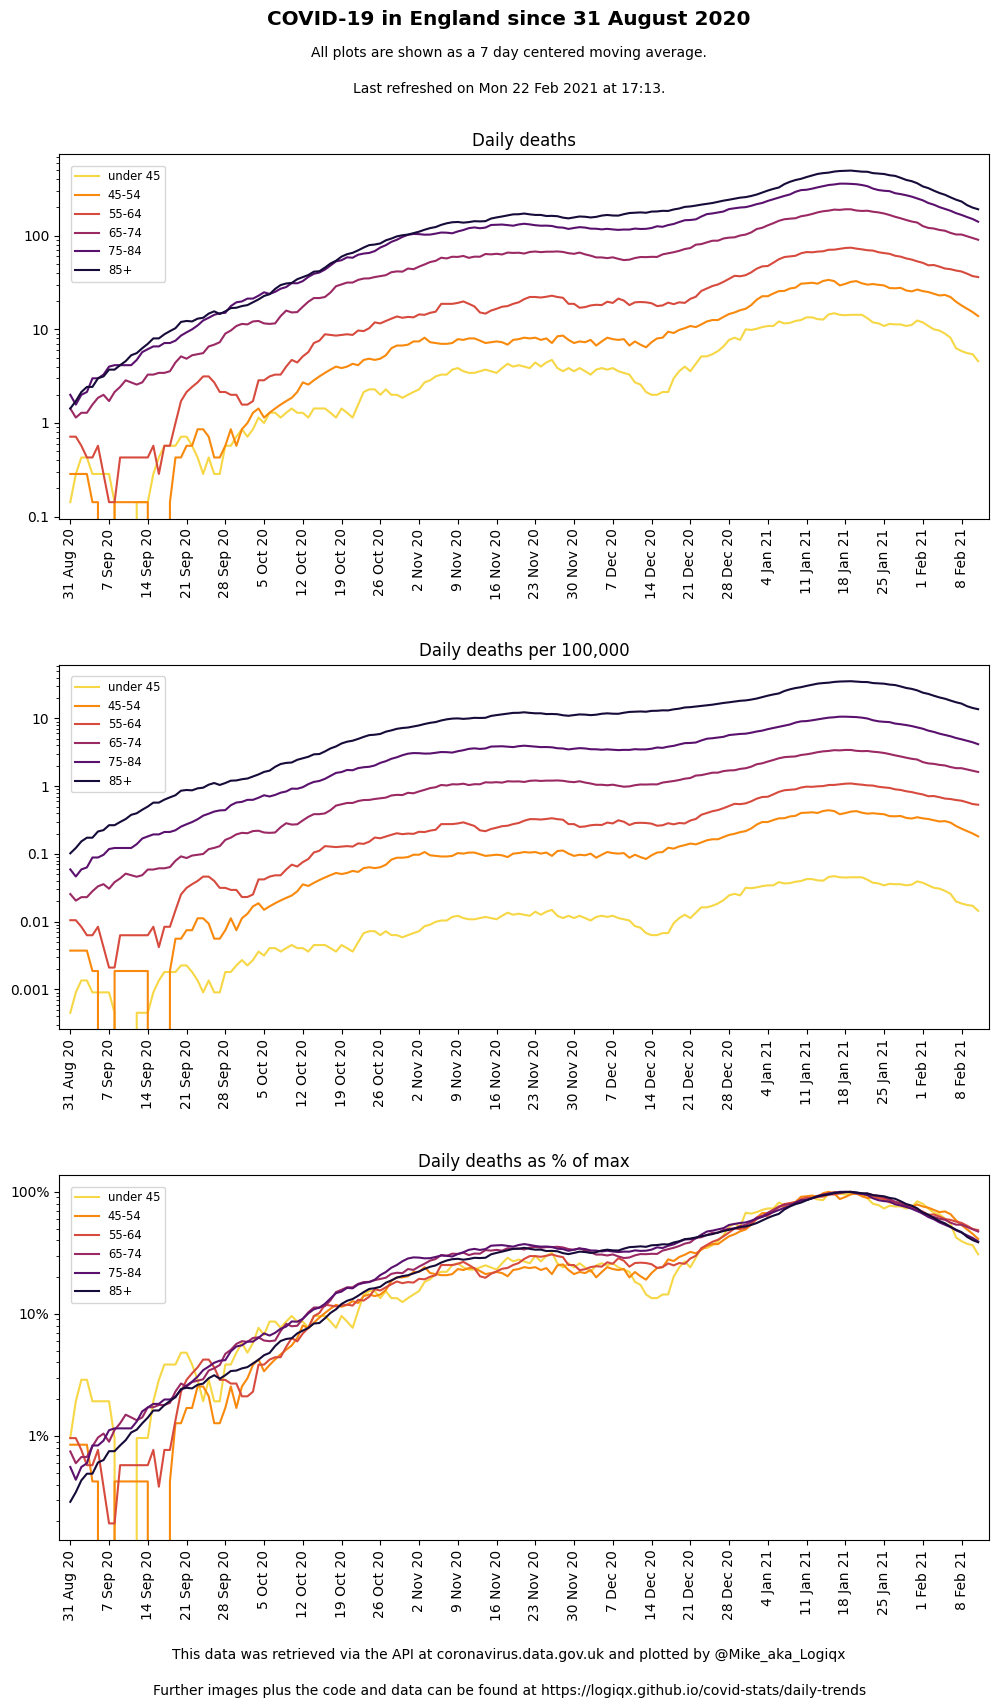 COVID-19 in England since 31 August 2020
All plots are shown as a 7 day centered moving average.
Last refreshed on Mon 22 Feb 2021 at 17:13.
Daily deaths
under 45
45-54
55-64
65-74
75-84
85+
100
10
1
0.1
31 Aug 20
7 Sep 20
14 Sep 20
21 Sep 20
28 Sep 20
5 Oct 20
12 Oct 20
19 Oct 20
26 Oct 20
2 Nov 20
9 Nov 20
16 Nov 20
23 Nov 20
30 Nov 20
7 Dec 20
14 Dec 20
21 Dec 20
28 Dec 20
4 Jan 21
11 Jan 21
18 Jan 21
25 Jan 21
1 Feb 21
8 Feb 21
Daily deaths per 100,000
under 45
45-54
55-64
65-74
75-84
85+
10
1
0.1
0.01
0.001
31 Aug 20
7 Sep 20
14 Sep 20
21 Sep 20
28 Sep 20
5 Oct 20
12 Oct 20
19 Oct 20
26 Oct 20
2 Nov 20
9 Nov 20
16 Nov 20
23 Nov 20
30 Nov 20
7 Dec 20
14 Dec 20
21 Dec 20
28 Dec 20
4 Jan 21
11 Jan 21
18 Jan 21
25 Jan 21
1 Feb 21
8 Feb 21
Daily deaths as % of max
under 45
45-54
55-64
65-74
75-84
85+
100%
10%
1%
31 Aug 20
7 Sep 20
14 Sep 20
21 Sep 20
28 Sep 20
5 Oct 20
12 Oct 20
19 Oct 20
26 Oct 20
2 Nov 20
9 Nov 20
16 Nov 20
23 Nov 20
30 Nov 20
7 Dec 20
14 Dec 20
21 Dec 20
28 Dec 20
4 Jan 21
11 Jan 21
18 Jan 21
25 Jan 21
1 Feb 21
8 Feb 21
This data was retrieved via the API at coronavirus.data.gov.uk and plotted by @Mike_aka_Logiqx
Further images plus the code and data can be found at https://logiqx.github.io/covid-stats/daily-trends